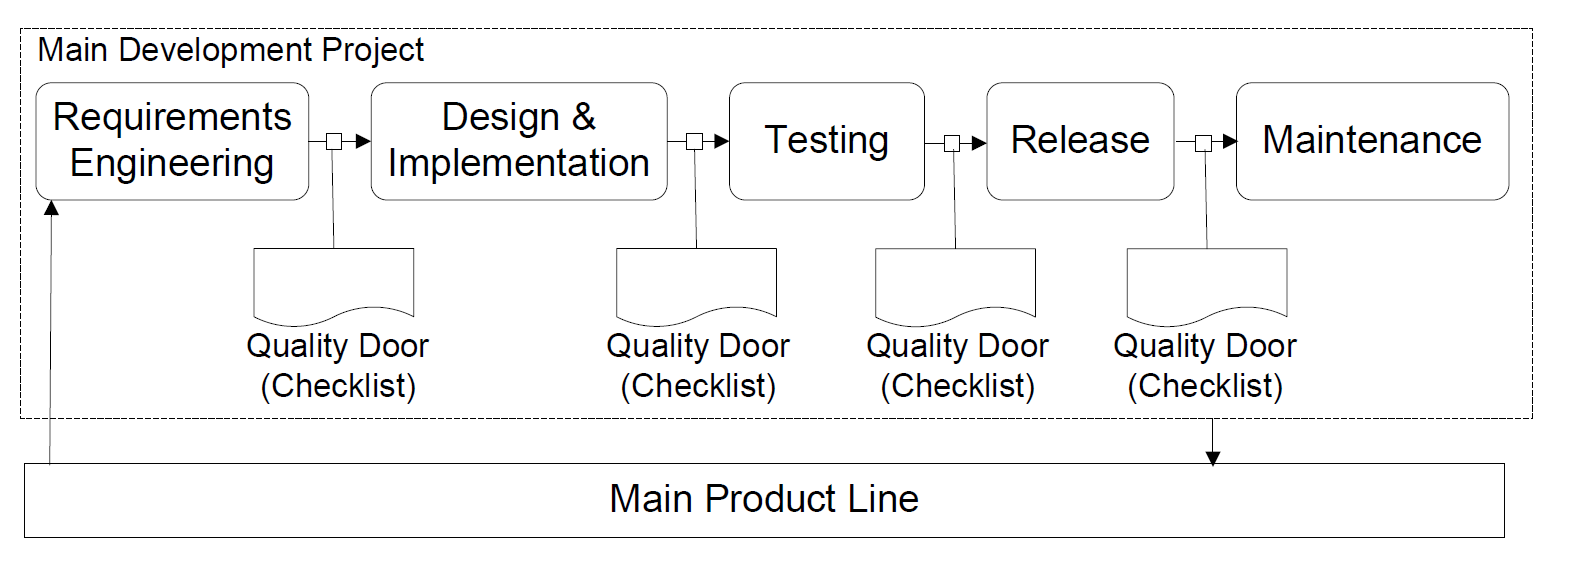 Main Development Project
Requirements
Engineering
Design &
Implementation
Testing
Release
Maintenance
Quality Door
(Checklist)
Quality Door
(Checklist)
Quality Door
(Checklist)
Quality Door
(Checklist)
Main Product Line